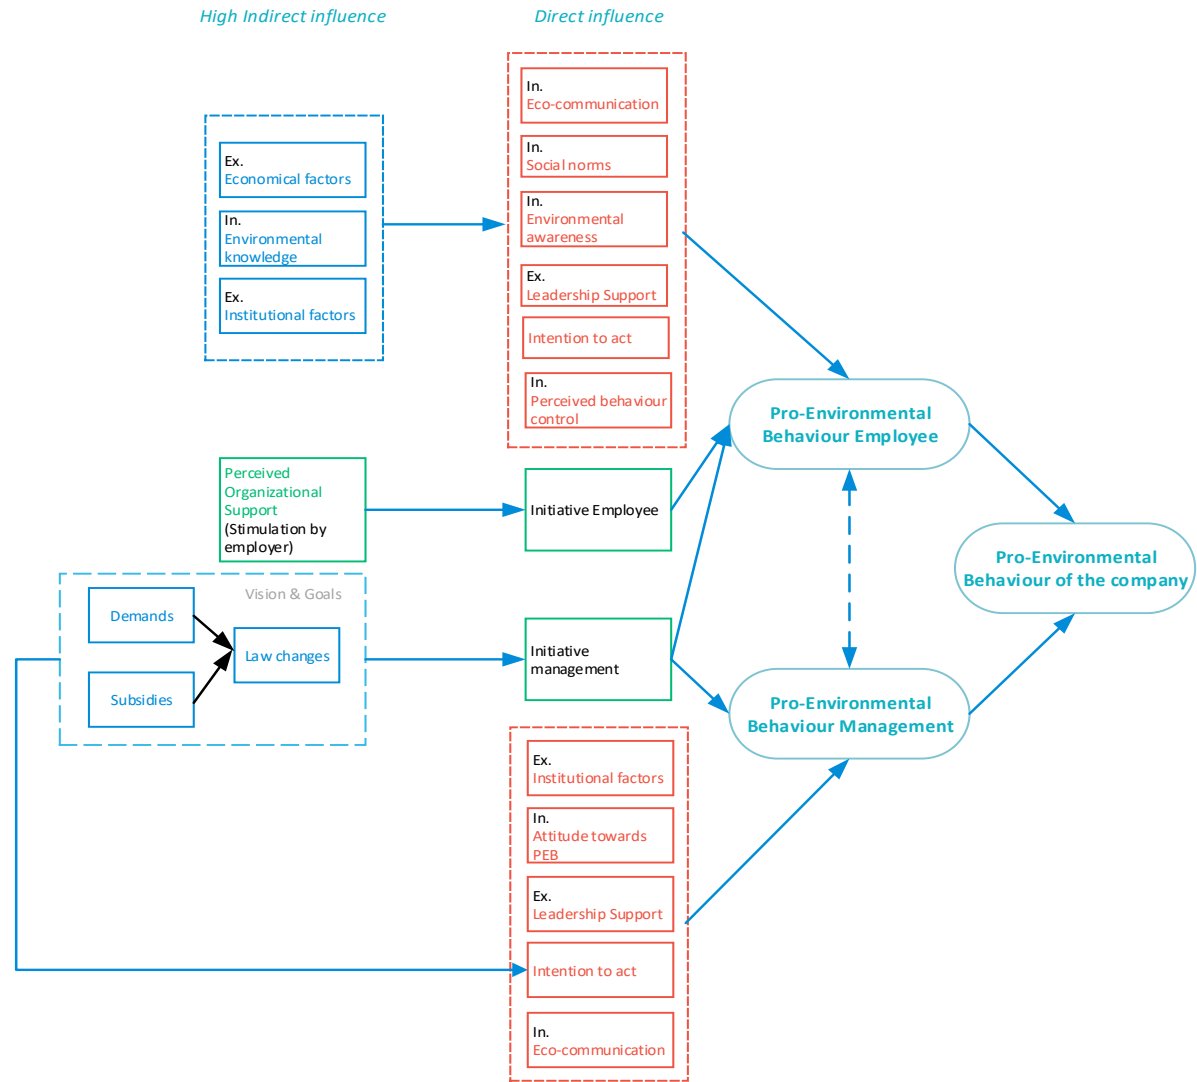 High Indirect influence
Direct influence
Ex.
Economical factors
In.
Environmental
knowledge
Ex.
Institutional factors
In.
Eco-communication
In.
Social norms
In.
Environmental
awareness
Ex.
Leadership Support
Intention to act
In.
Perceived behaviour
control
Pro-Environmental
Behaviour Employee
Perceived
Organizational
Support
(Stimulation by
employer)
Initiative Employee
Pro-Environmental
Behaviour of the company
Vision & Goals
Demands
Law changes
Subsidies
Initiative
management
Pro-Environmental
Behaviour Management
Ex.
Institutional factors
In.
Attitude towards
PEB
Ex.
Leadership Support
Intention to act
In.
Eco-communication